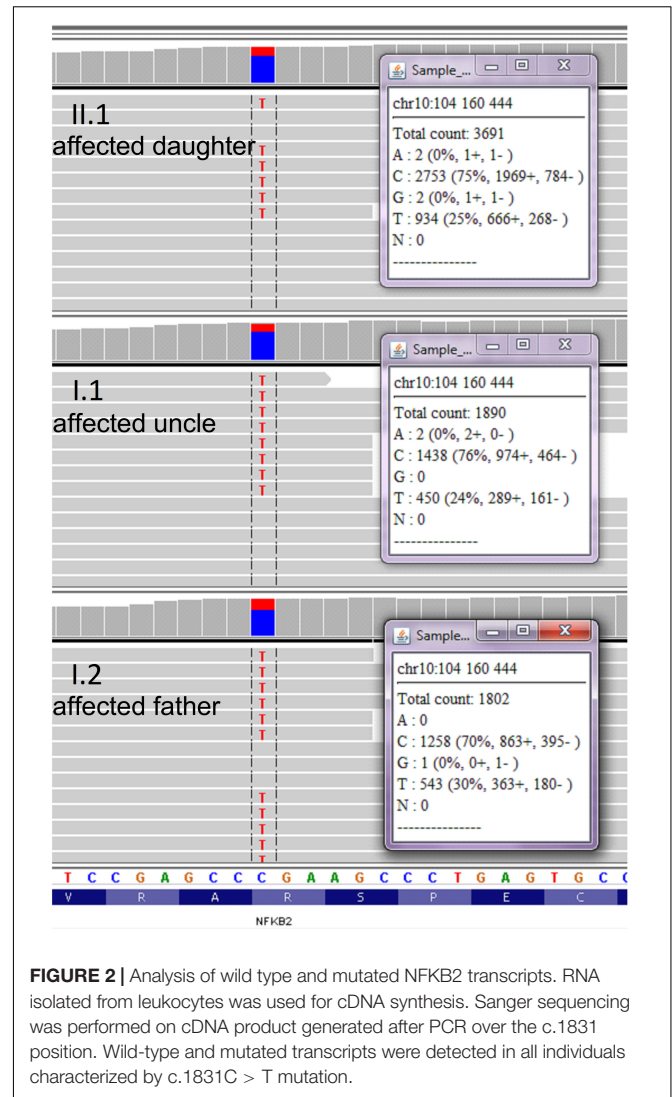 Sample_...
chr10:104 160 444
Total count: 3691
A : 2 (0%, 1+, 1- )
C : 2753 (75%, 1969+, 784- )
G : 2 (0%, 1+, 1- )
T : 934 (25%, 666+, 268- )
N : 0
---------------
II.1
affected daughter
T
T
T
T
T
T
Sample_...
chr10:104 160 444
Total count: 1890
A : 2 (0%, 2+, 0- )
C : 1438 (76%, 974+, 464- )
G : 0
T : 450 (24%, 289+, 161- )
N : 0
---------------
I.1
affected uncle
T
T
T
T
T
T
T
T
Sample...
chr10:104 160 444
Total count: 1802
A : 0
C : 1258 (70%, 863+, 395- )
G : 1 (0%, 0+, 1- )
T : 543 (30%, 363+, 180- )
N : 0
---------------
I.2
affected father
T
T
T
T
T
T
T
T
T
T
T
T C C G A G C C C G A A G C C C T G A G T G C C
V R A R S P E C
NFKB2
FIGURE 2 | Analysis of wild type and mutated NFKB2 transcripts. RNA
isolated from leukocytes was used for cDNA synthesis. Sanger sequencing
was performed on cDNA product generated after PCR over the c.1831
position. Wild-type and mutated transcripts were detected in all individuals
characterized by c.1831C > T mutation.